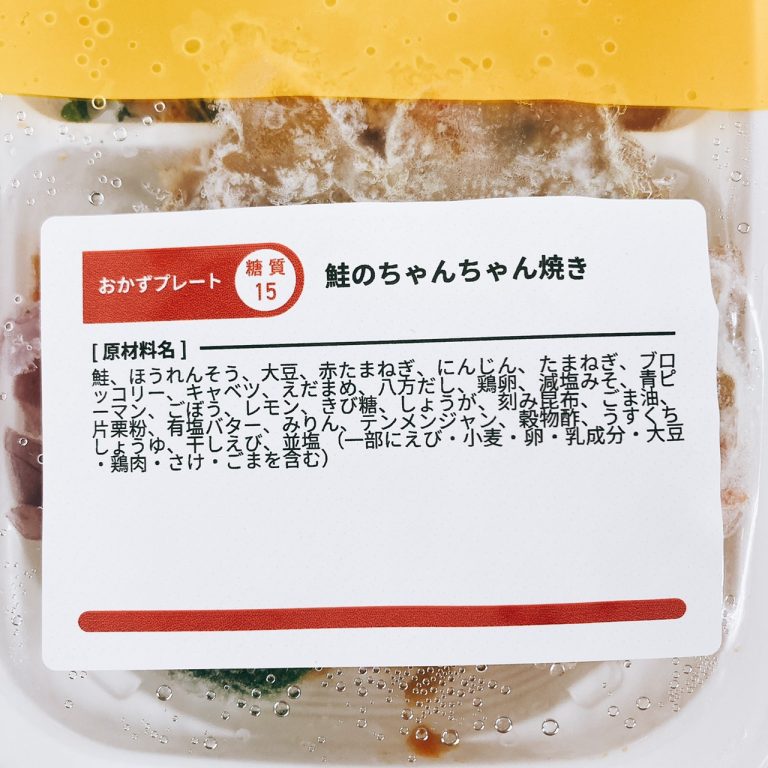 おかずプレート
糖質
15
鮭のちゃんちゃん焼き
[ 原材料名 ]
鮭、ほうれんそう、大豆、赤たまねぎ、にんじん、たまねぎ、ブロ
ッコリー、キャベツ、えだまめ、八方だし、鶏卵、減塩みそ、青ピ
ーマン、ごぼう、レモン、きび糖、しょうが、刻み昆布、ごま油、
片栗粉、有塩バター、みりん、テンメンジャン、穀物酢、うすくち
しょうゆ、干しえび、並塩（一部にえび・小麦・卵・乳成分・大豆
・鶏肉・さけ・ごまを含む）